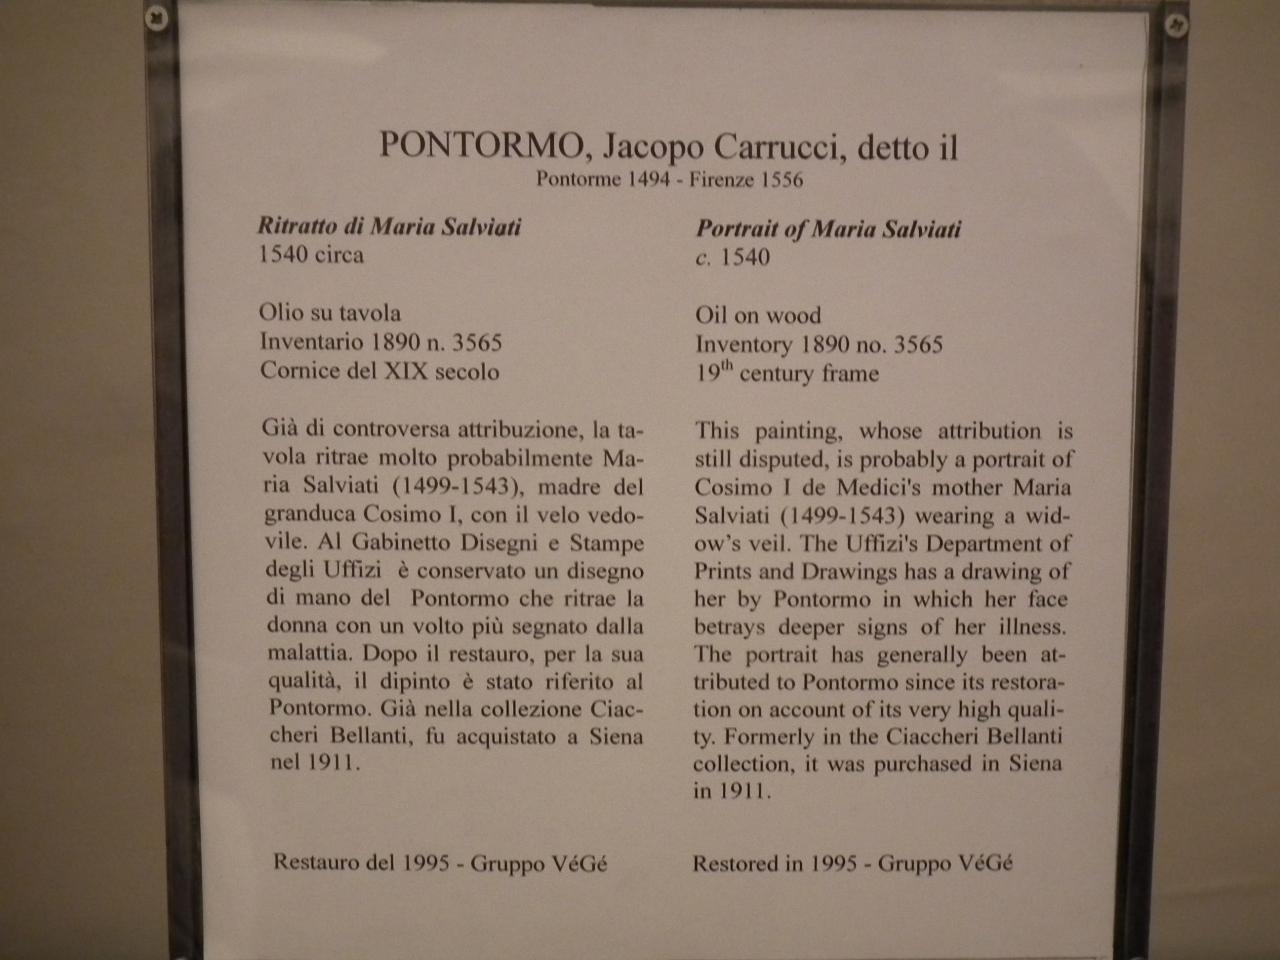 PONTORMO, Jacopo Carrucci, detto il
Pontorme 1494 - Firenze 1556
Ritratto di Maria Salviati
1540 circa
Olio su tavola
Inventario 1890 n. 3565
Cornice del XIX secolo
Già di controversa attribuzione, la ta-
vola ritrae molto probabilmente Ma-
ria Salviati (1499-1543), madre del
granduca Cosimo I, con il velo vedo-
vile. Al Gabinetto Disegni e Stampe
degli Uffizi è conservato un disegno
di mano del Pontormo che ritrae la
donna con un volto più segnato dalla
malattia. Dopo il restauro, per la sua
qualità, il dipinto è stato riferito al
Pontormo. Già nella collezione Ciac-
cheri Bellanti, fu acquistato a Siena
nel 1911.
Restauro del 1995 - Gruppo VéGé
Portrait of Maria Salviati
c. 1540
Oil on wood
Inventory 1890 no. 3565
19th century frame
This painting, whose attribution is
still disputed, is probably a portrait of
Cosimo I de Medici's mother Maria
Salviati (1499-1543) wearing a wid-
ow's veil. The Uffizi's Department of
Prints and Drawings has a drawing of
her by Pontormo in which her face
betrays deeper signs of her illness.
The portrait has generally been at-
tributed to Pontormo since its restora-
tion on account of its very high quali-
ty. Formerly in the Ciaccheri Bellanti
collection, it was purchased in Siena
in 1911.
Restored in 1995 - Gruppo VéGé